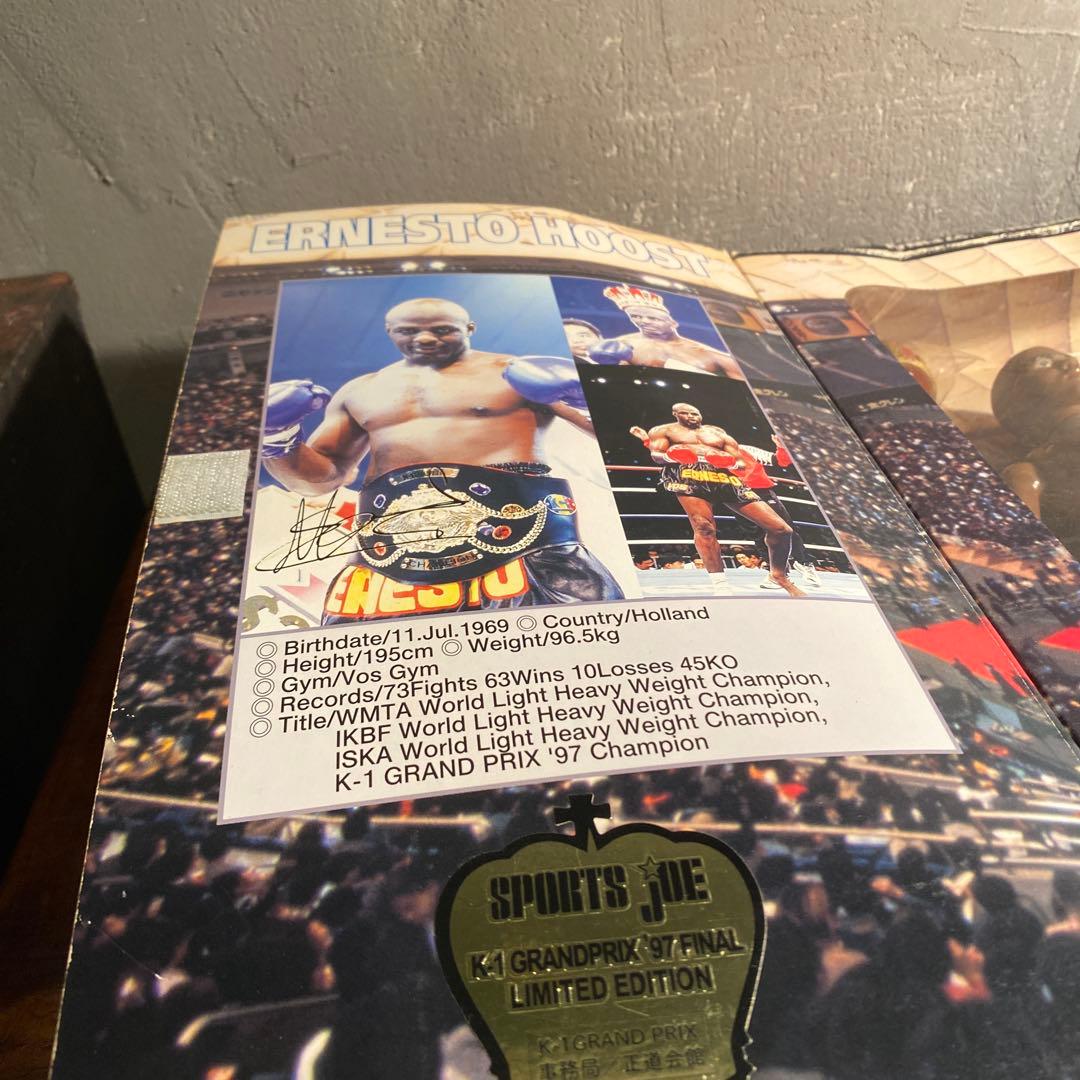 ERNESTO HOOST
ERNESTO
ERNESO
◎ Birthdate/11.Jul.1969 ◎ Country/Holland
◎ Height/195cm ◎ Weight/96.5kg
◎ Gym/Vos Gym
◎ Records/73Fights 63Wins 10Losses 45KO
◎ Title/WMTA World Light Heavy Weight Champion,
IKBF World Light Heavy Weight Champion,
ISKA World Light Heavy Weight Champion,
K-1 GRAND PRIX '97 Champion
SPORTS JOE
K-1 GRANDPRIX '97 FINAL
LIMITED EDITION
K-1 GRAND PRIX
事務局／正道会館